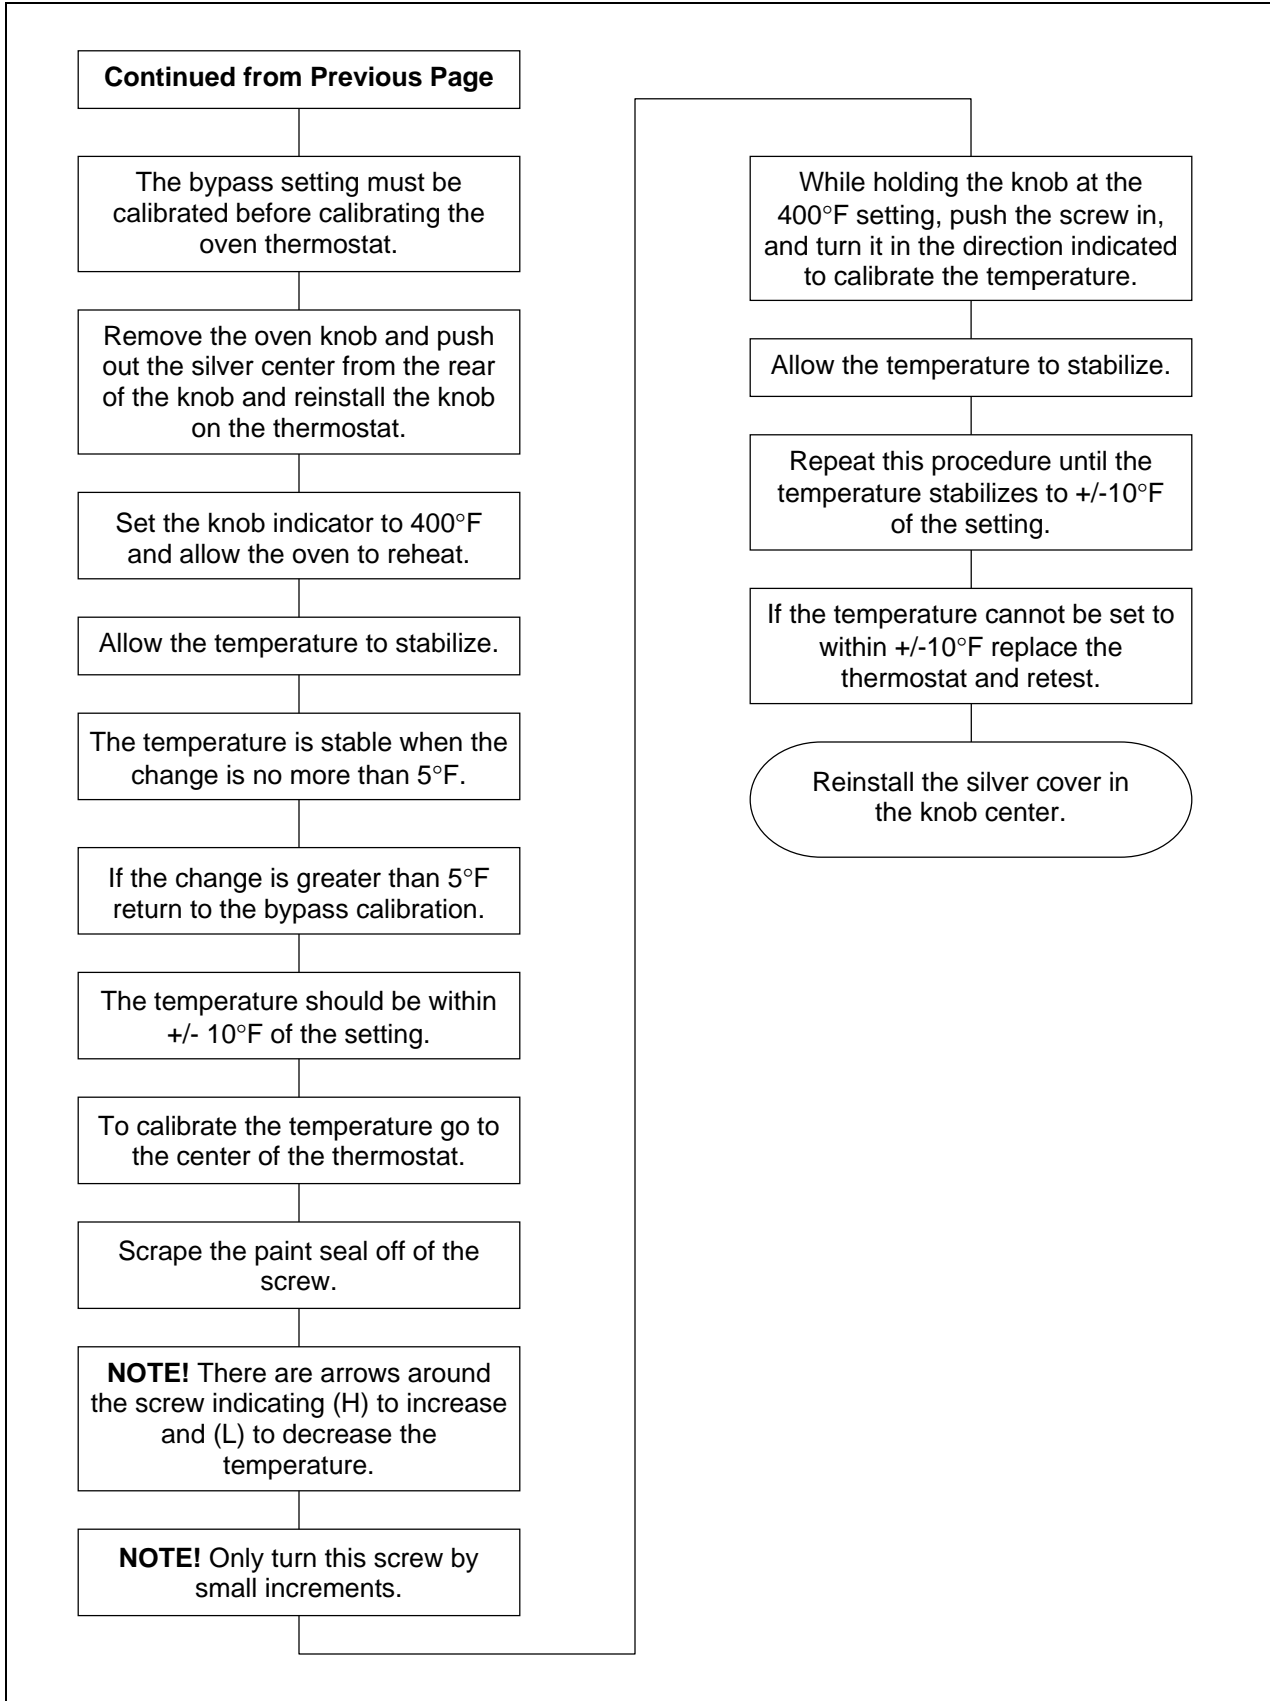 Continued from Previous Page
The bypass setting must be
calibrated before calibrating the
oven thermostat.
Remove the oven knob and push
out the silver center from the rear
of the knob and reinstall the knob
on the thermostat.
Set the knob indicator to 400°F
and allow the oven to reheat.
Allow the temperature to stabilize.
The temperature is stable when the
change is no more than 5°F.
If the change is greater than 5°F
return to the bypass calibration.
The temperature should be within
+/- 10°F of the setting.
To calibrate the temperature go to
the center of the thermostat.
Scrape the paint seal off of the
screw.
NOTE! There are arrows around
the screw indicating (H) to increase
and (L) to decrease the
temperature.
NOTE! Only turn this screw by
small increments.
While holding the knob at the
400°F setting, push the screw in,
and turn it in the direction indicated
to calibrate the temperature.
Allow the temperature to stabilize.
Repeat this procedure until the
temperature stabilizes to +/-10°F
of the setting.
If the temperature cannot be set to
within +/-10°F replace the
thermostat and retest.
Reinstall the silver cover in
the knob center.